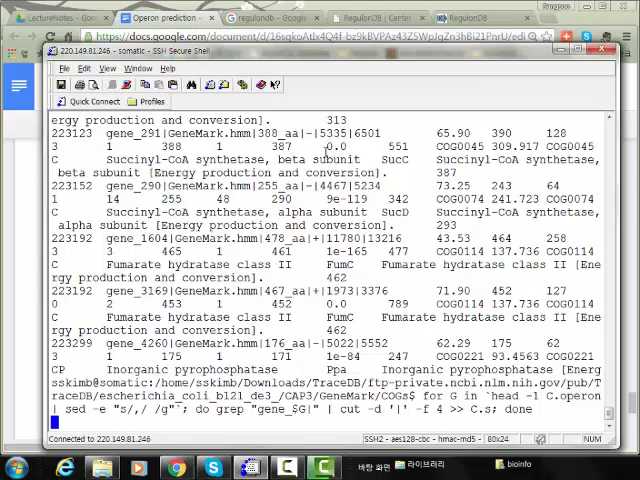 Sangsoo
LectureNotes - Google D
Operon prediction -
regulondb - Google
RegulonDB | Center
RegulonDB
https://docs.google.com/document/d/
220.149.81.246 - somatic - SSH Secure Shell
File Edit View Window Help
Quick Connect Profiles
ergy production and conversion]. 313
223123 gene_291|GeneMark.hmm|388_aa|-|5335|6501 65.90 390 128
3 1 388 1 387 0.0 551 COG0045 309.917 COG0045
C Succinyl-CoA synthetase, beta subunit SucC Succinyl-CoA synthetase,
beta subunit [Energy production and conversion]. 387
223152 gene_290|GeneMark.hmm|255_aa|-|4467|5234 73.25 243 64
1 14 255 48 290 9e-119 342 COG0074 241.723 COG0074
C Succinyl-CoA synthetase, alpha subunit SucD Succinyl-CoA synthetase,
alpha subunit [Energy production and conversion]. 293
223192 gene_1604|GeneMark.hmm|478_aa|+|11780|13216 43.53 464 258
3 3 465 1 461 1e-165 477 COG0114 137.736 COG0114
C Fumarate hydratase class II FumC Fumarate hydratase class II [Ene
rgy production and conversion]. 462
223192 gene_3169|GeneMark.hmm|467_aa|+|1973|3376 71.90 452 127
0 2 453 1 452 0.0 789 COG0114 137.736 COG0114
C Fumarate hydratase class II FumC Fumarate hydratase class II [Ene
rgy production and conversion]. 462
223299 gene_4260|GeneMark.hmm|176_aa|-|5022|5552 62.29 175 62
3 1 175 1 171 1e-84 247 COG0221 93.4563 COG0221
CP Inorganic pyrophosphatase Ppa Inorganic pyrophosphatase [Energ
sskimb@somatic:/home/sskimb/Downloads/TraceDB/ftp-private.ncbi.nlm.nih.gov/pub/T
raceDB/escherichia_coli_bl21_de3_/CAP3/GeneMark/COGs$ for G in `head -1 C.operon
| sed -e "s/,/ /g"`; do grep "gene_$G|" | cut -d '|' -f 4 >> C.s; done
Connected to 220.149.81.246 SSH2 - aes128-cbc - hmac-md5 - 80x24 NUM
바탕 화면 라이브러리 bioinfo